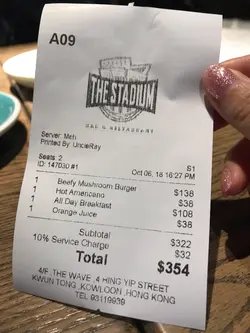 A09
THE STADIUM
BAR & RESTAURANT
Server: Meh
Printed By: UncleRay
S1
Seats: 2
Oct 06, 18 16:27 PM
ID: 147030 #1
1 Beefy Mushroom Burger $138
1 Hot Americano $38
1 All Day Breakfast $108
1 Orange Juice $38
Subtotal $322
10% Service Charge $32
Total $354
4/F ,THE WAVE ,4 HING YIP STREET
KWUN TONG ,KOWLOON ,HONG KONG
TEL 93119939